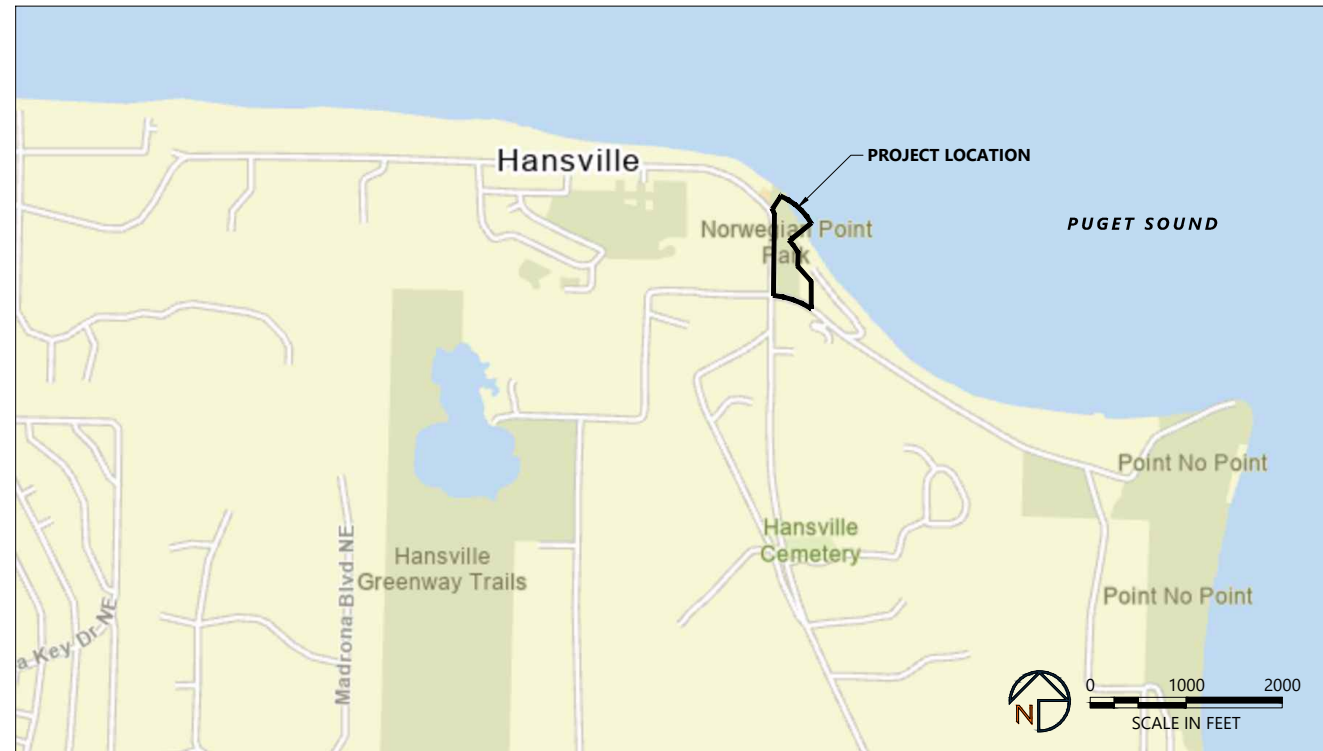 Hansville
PROJECT LOCATION
PUGET SOUND
Norwegian Point
Park
Point No Point
Hansville
Cemetery
Hansville
Greenway Trails
Madrona Blvd NE
Point No Point
a Key Dr NE
N
0 1000 2000
SCALE IN FEET